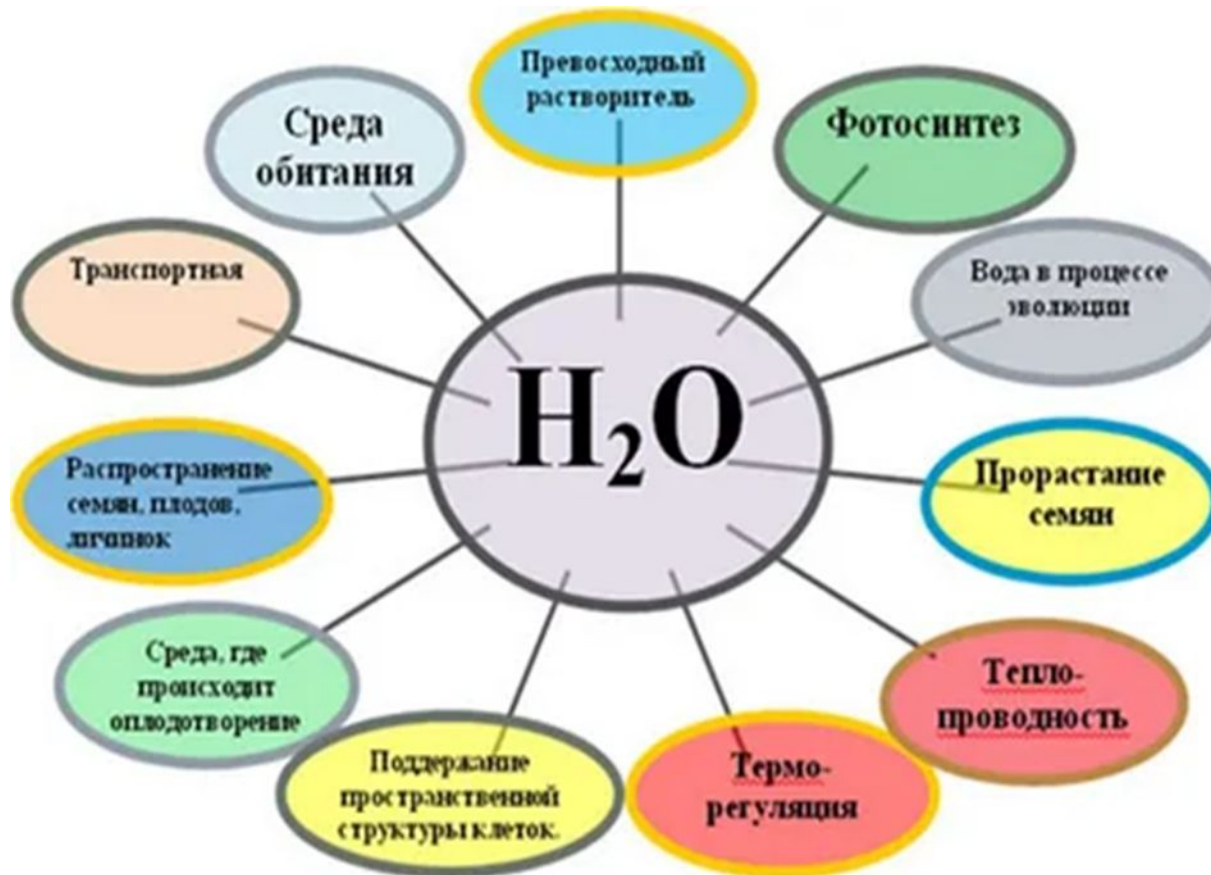 Превосходный
растворитель
Фотосинтез
Вода в процессе
эволюции
Прорастание
семян
Тепло-
проводность
Термо-
регуляция
Поддержание
пространственной
структуры клеток.
Среда, где
происходит
оплодотворение
Распространение
семян, плодов,
личинок
Транспортная
Среда
обитания
H₂O